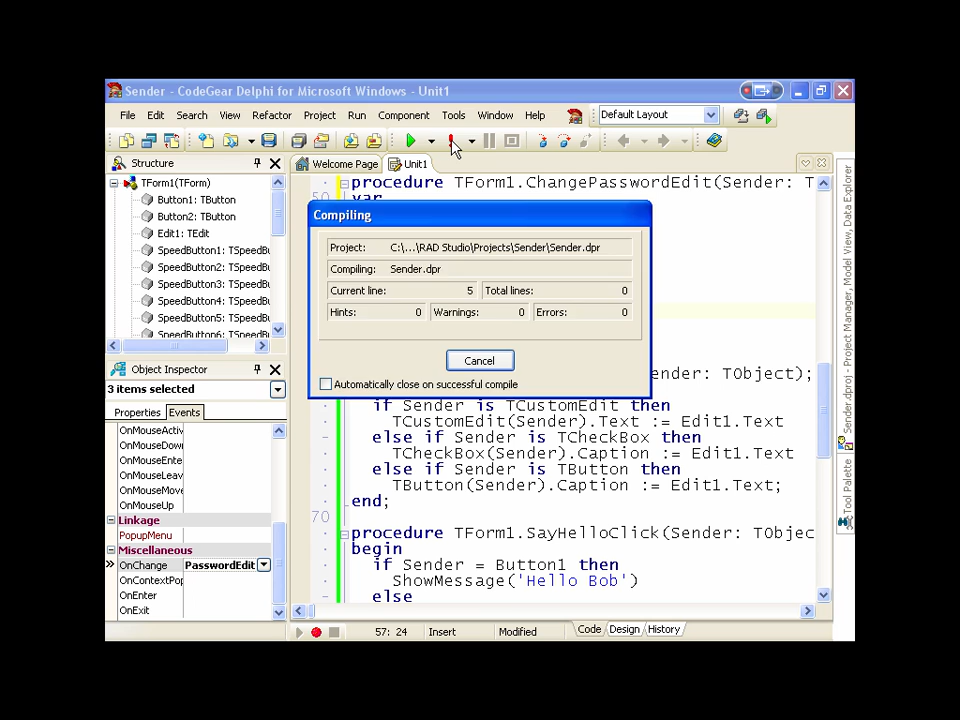 Sender - CodeGear Delphi for Microsoft Windows - Unit1
File Edit Search View Refactor Project Run Component Tools Window Help
Default Layout
Structure
Welcome Page
Unit1
TForm1(TForm)
Button1: TButton
Button2: TButton
Edit1: TEdit
SpeedButton1: TSpeedBu
SpeedButton2: TSpeedBu
SpeedButton3: TSpeedBu
SpeedButton4: TSpeedBu
SpeedButton5: TSpeedBu
SpeedButton6: TSpeedBu
Object Inspector
3 items selected
Properties Events
OnMouseActiv
OnMouseDown
OnMouseEnte
OnMouseLeav
OnMouseMove
OnMouseUp
Linkage
PopupMenu
Miscellaneous
OnChange PasswordEdit
OnContextPop
OnEnter
OnExit
procedure TForm1.ChangePasswordEdit(Sender: T
50 var
Compiling
Project: C:\...\RAD Studio\Projects\Sender\Sender.dpr
Compiling: Sender.dpr
Current line: 5 Total lines: 0
Hints: 0 Warnings: 0 Errors: 0
Cancel
Automatically close on successful compile
ender: TObject);
if Sender is TCustomEdit then
TCustomEdit(Sender).Text := Edit1.Text
else if Sender is TCheckBox then
TCheckBox(Sender).Caption := Edit1.Text
else if Sender is TButton then
TButton(Sender).Caption := Edit1.Text;
end;
70
procedure TForm1.SayHelloClick(Sender: TObjec
begin
if Sender = Button1 then
ShowMessage('Hello Bob')
else
57: 24 Insert Modified Code Design History
Sender.dproj - Project Manager, Model View, Data Explorer
Tool Palette